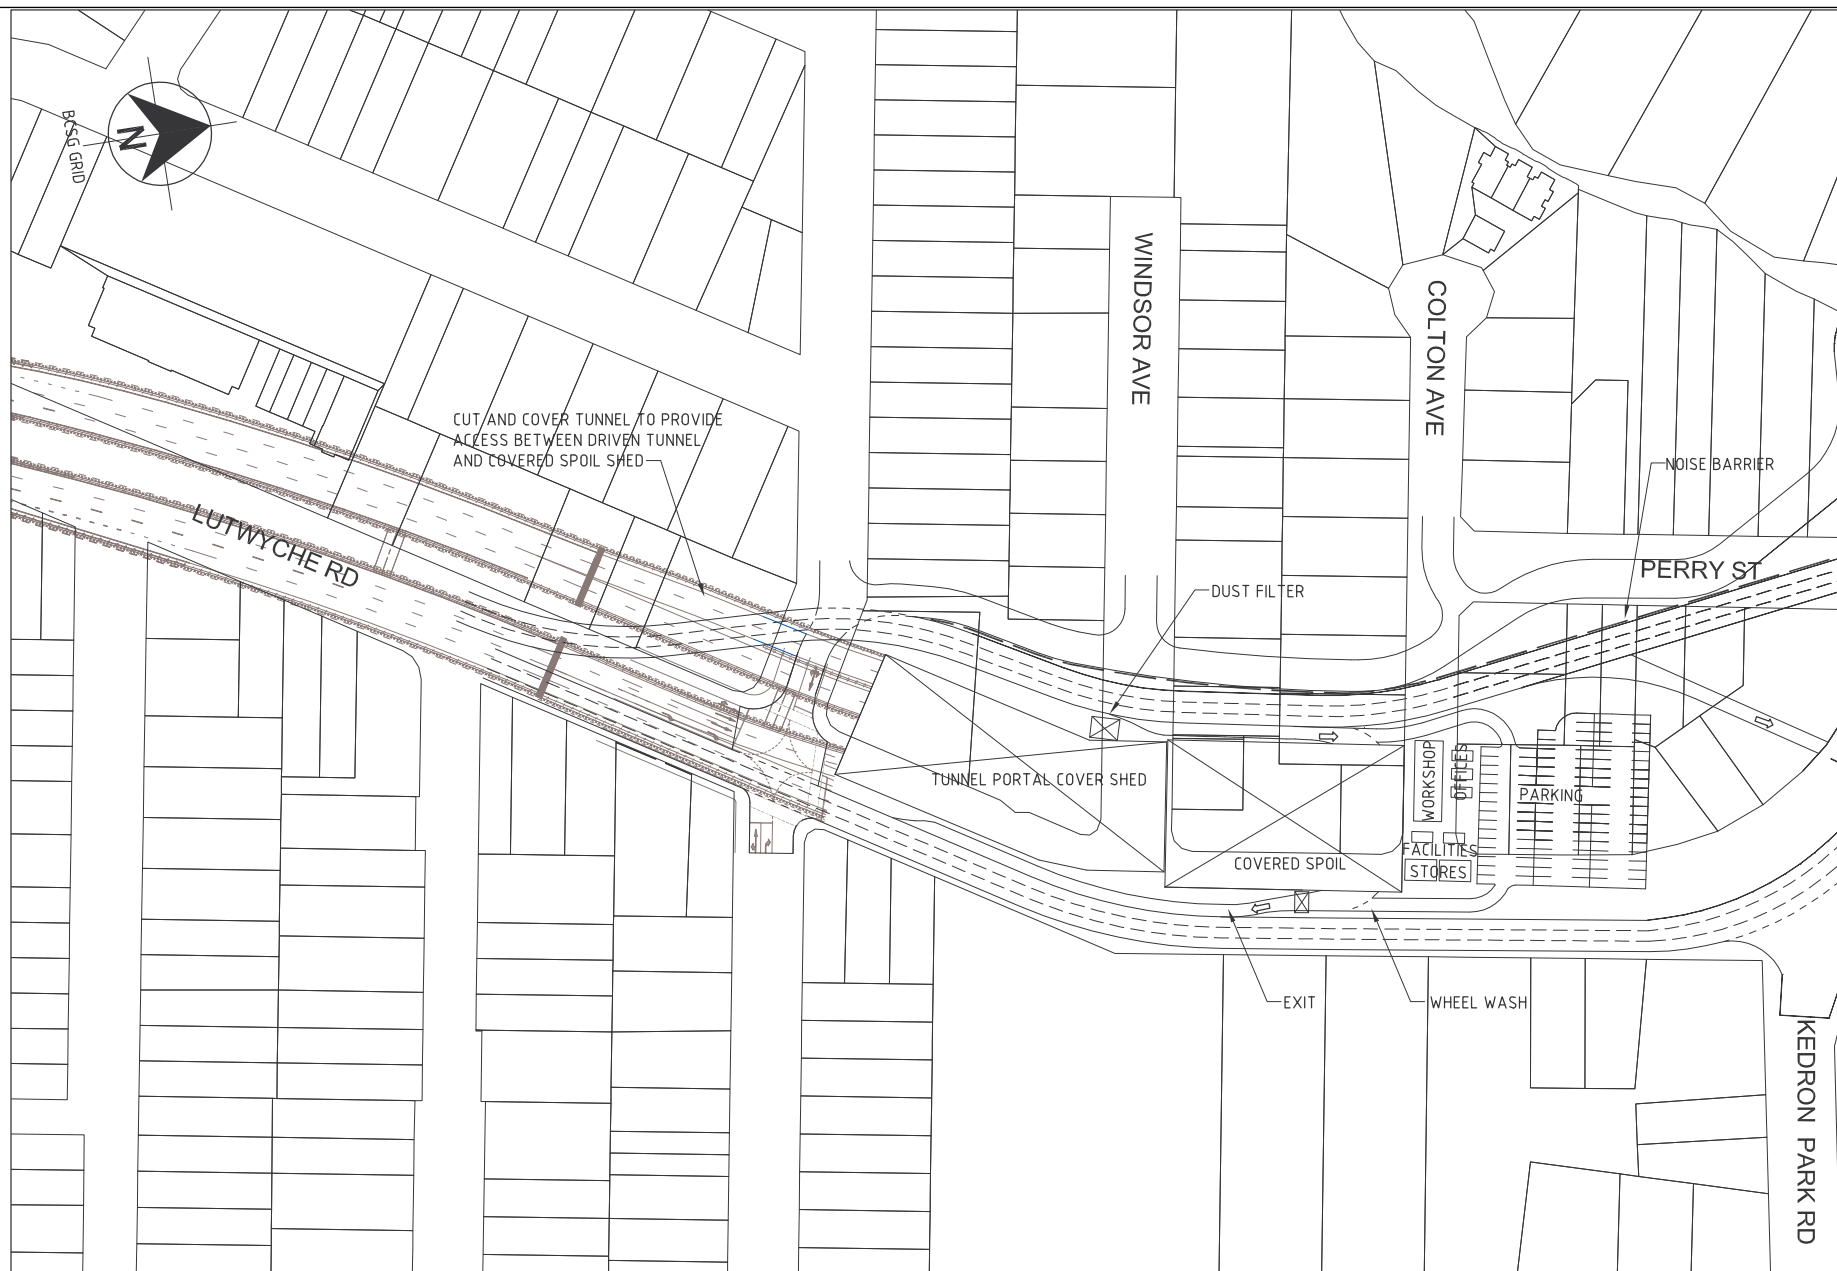 N
BCSG GRID
WINDSOR AVE
COLTON AVE
CUT AND COVER TUNNEL TO PROVIDE
ACCESS BETWEEN DRIVEN TUNNEL
AND COVERED SPOIL SHED
NOISE BARRIER
LUTWYCHE RD
PERRY ST
DUST FILTER
TUNNEL PORTAL COVER SHED
WORKSHOP
OFFICES
PARKING
COVERED SPOIL
FACILITIES
STORES
EXIT
WHEEL WASH
KEDRON PARK RD